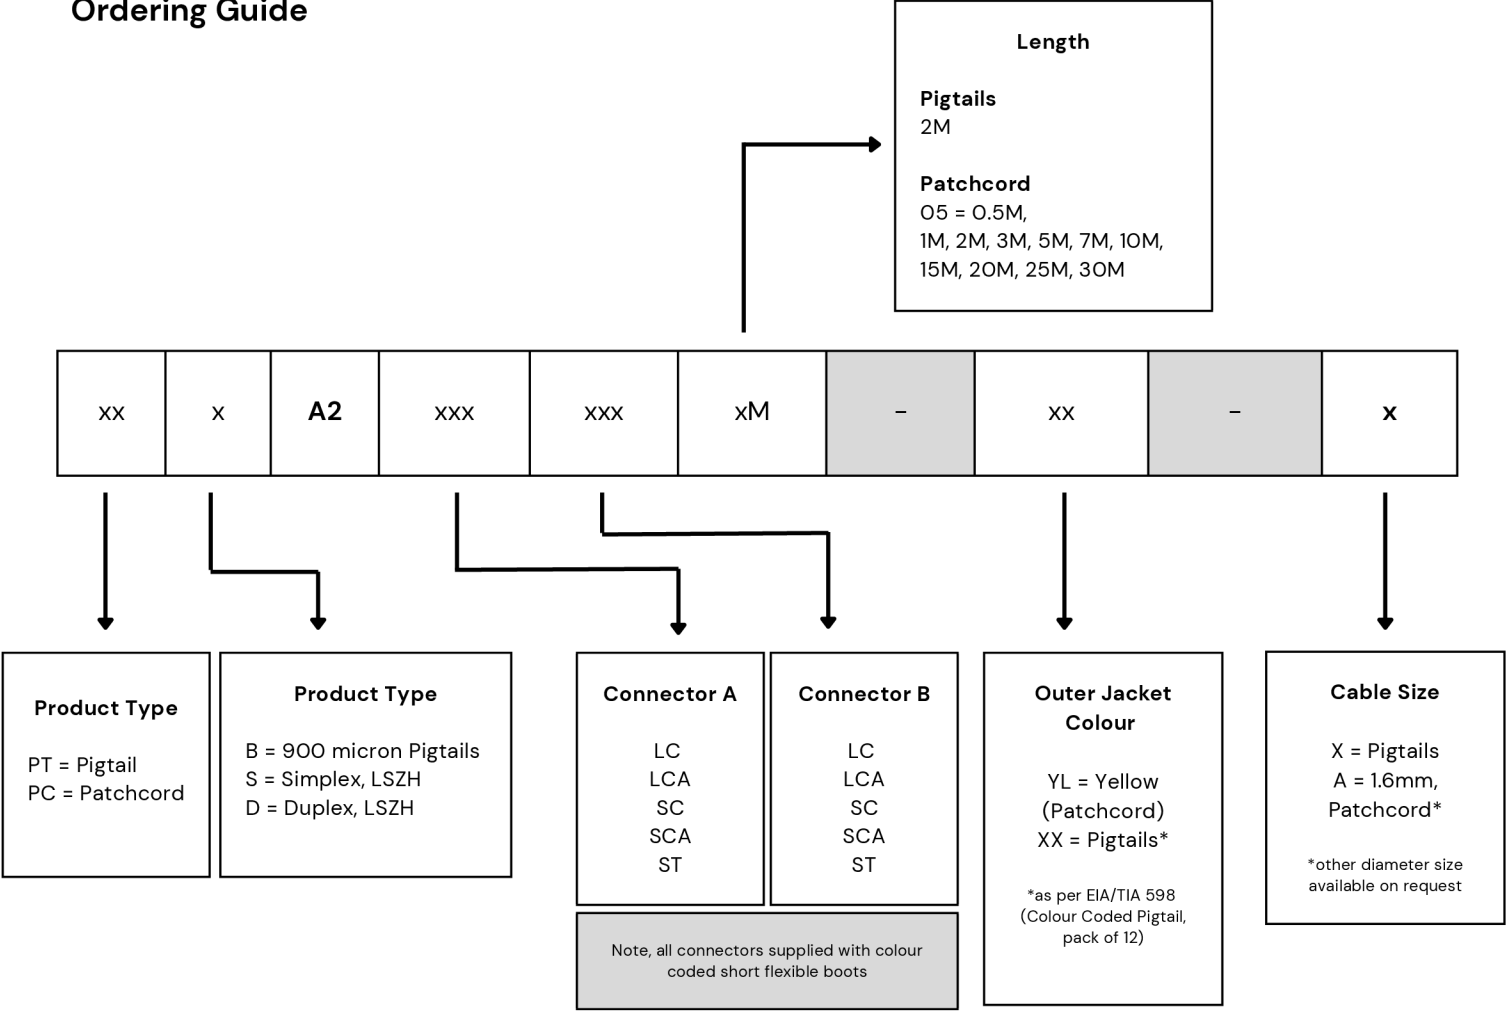 Ordering Guide
Length
Pigtails
2M
Patchcord
05 = 0.5M,
1M, 2M, 3M, 5M, 7M, 10M,
15M, 20M, 25M, 30M
xx x A2 xxx xxx xM - xx - x
Product Type
PT = Pigtail
PC = Patchcord
Product Type
B = 900 micron Pigtails
S = Simplex, LSZH
D = Duplex, LSZH
Connector A
LC
LCA
SC
SCA
ST
Connector B
LC
LCA
SC
SCA
ST
Note, all connectors supplied with colour
coded short flexible boots
Outer Jacket
Colour
YL = Yellow
(Patchcord)
XX = Pigtails*
*as per EIA/TIA 598
(Colour Coded Pigtail,
pack of 12)
Cable Size
X = Pigtails
A = 1.6mm,
Patchcord*
*other diameter size
available on request